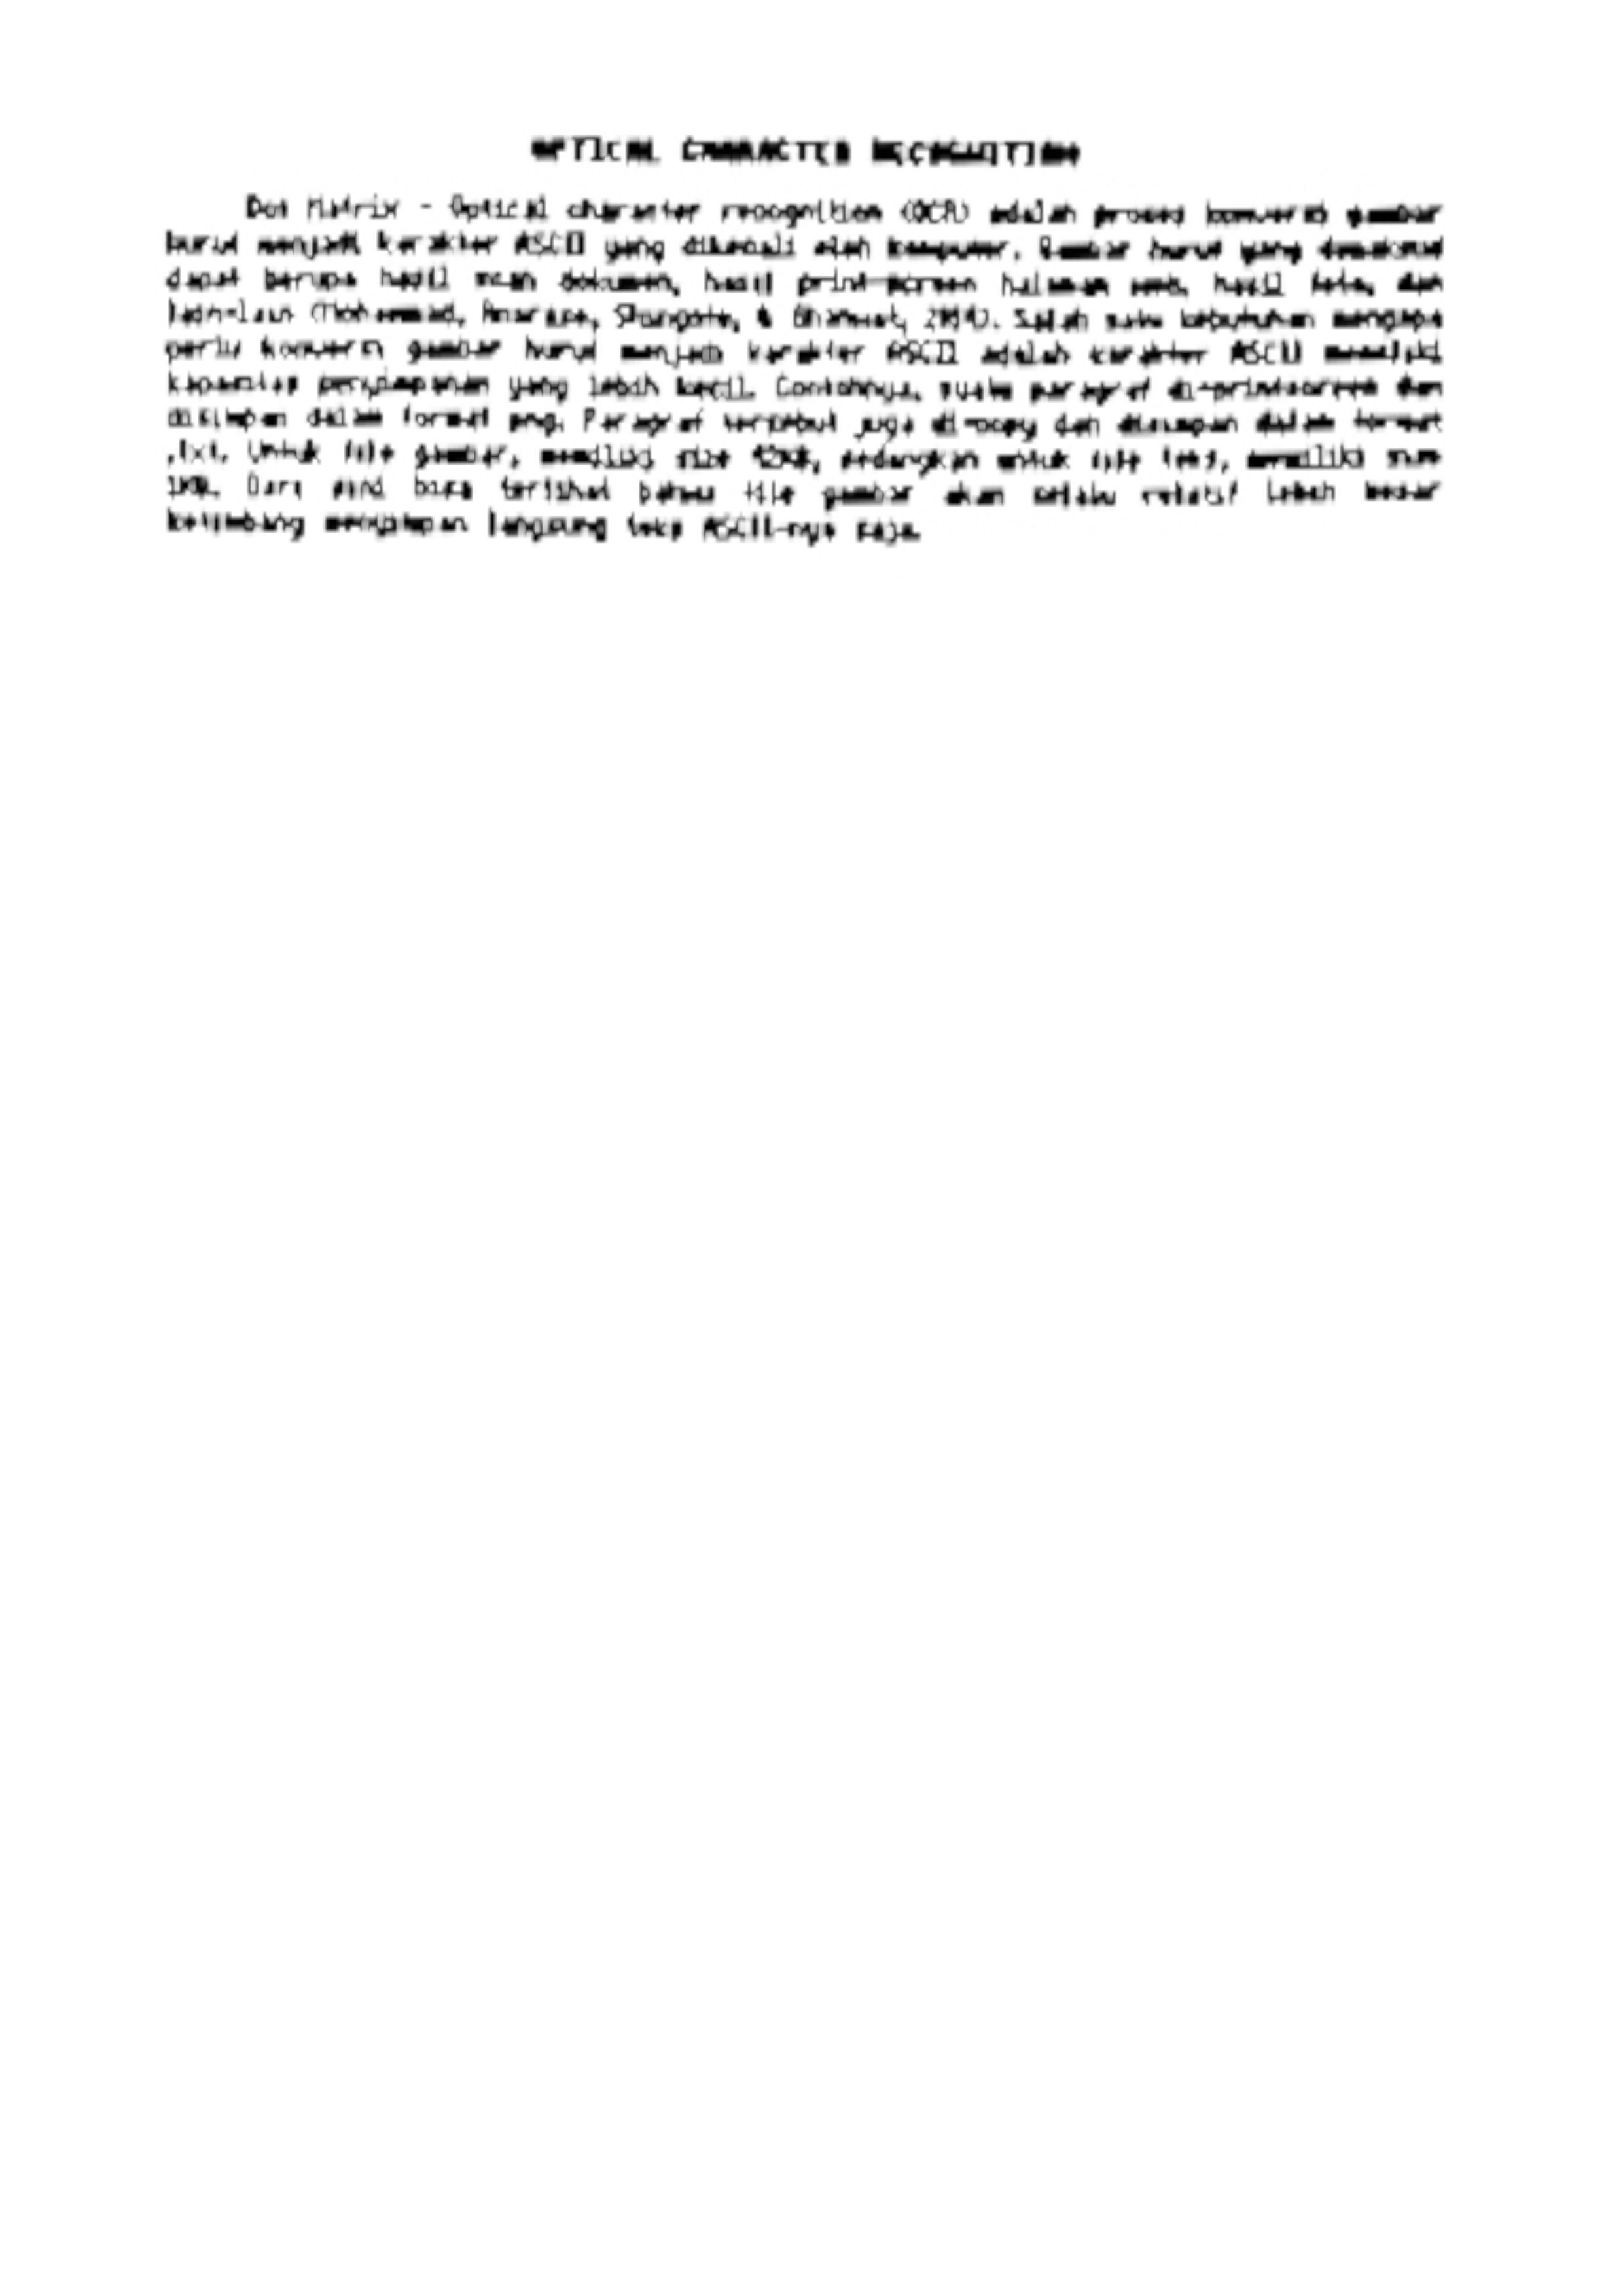 OPTICAL CHARACTER RECOGNITION
Dot Matrix - Optical character recognition (OCR) adalah proses konversi gambar
huruf menjadi karakter ASCII yang dikenali oleh komputer. Gambar huruf yang dimaksud
dapat berupa hasil scan dokumen, hasil print-screen halaman web, hasil foto, dan
lain-lain (Mohammad, Anarase, Shingote, & Ghanwat, 2014). Salah satu kebutuhan mengapa
perlu konversi gambar huruf menjadi karakter ASCII adalah karakter ASCII memiliki
kapasitas penyimpanan yang lebih kecil. Contohnya, suatu paragraf di-printscreen dan
disimpan dalam format png. Paragraf tersebut juga di-copy dan disimpan dalam format
.txt. Untuk file gambar, memiliki size sedangkan untuk file teks, memiliki size
1KB. Dari sini bisa terlihat bahwa file gambar akan selalu relatif lebih besar
ketimbang menyimpan langsung teks ASCII-nya saja.